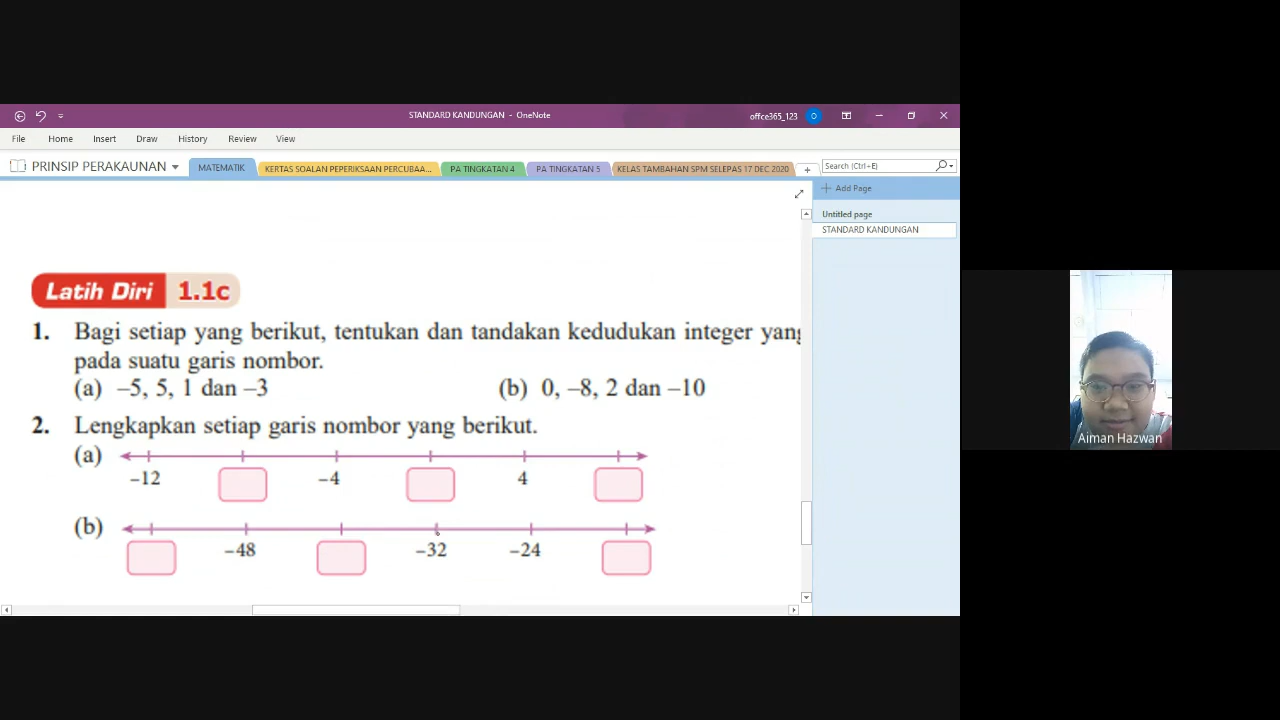 STANDARD KANDUNGAN - OneNote
offce365_123
File Home Insert Draw History Review View
PRINSIP PERAKAUNAN
MATEMATIK
KERTAS SOALAN PEPERIKSAAN PERCUBAA...
PA TINGKATAN 4
PA TINGKATAN 5
KELAS TAMBAHAN SPM SELEPAS 17 DEC 2020
Search (Ctrl+E)
Add Page
Untitled page
STANDARD KANDUNGAN
Latih Diri 1.1c
1. Bagi setiap yang berikut, tentukan dan tandakan kedudukan integer yang
pada suatu garis nombor.
(a) –5, 5, 1 dan –3 (b) 0, –8, 2 dan –10
2. Lengkapkan setiap garis nombor yang berikut.
(a)
–12 –4 4
(b)
–48 –32 –24
Aiman Hazwan